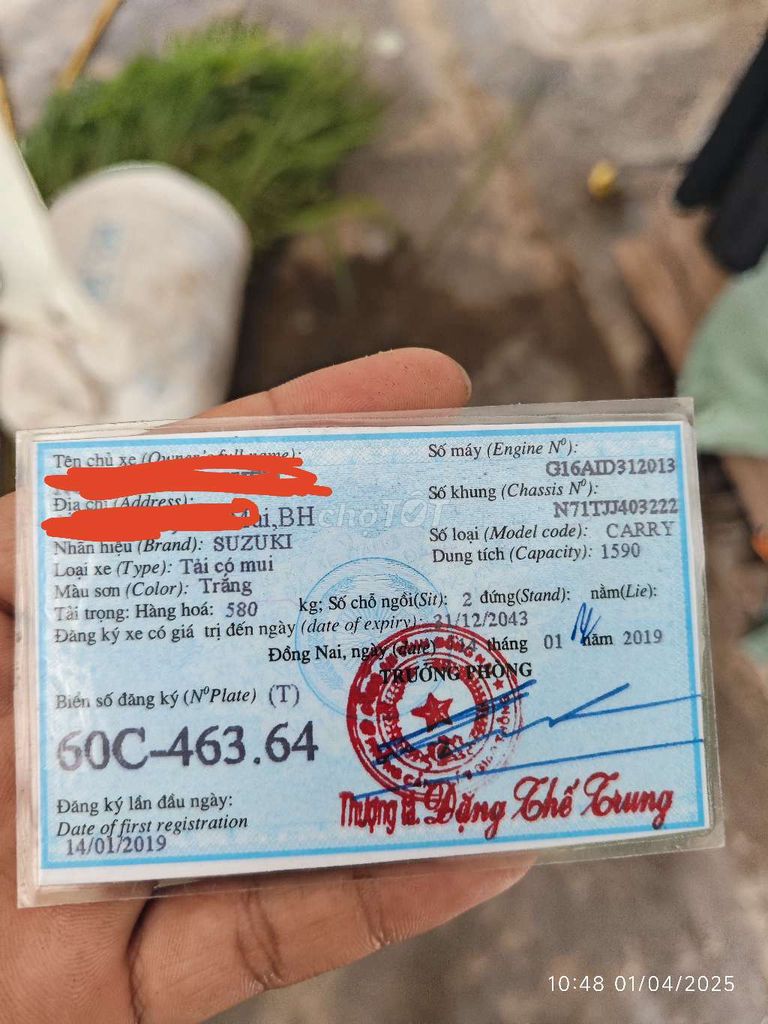 Tên chủ xe (Owner's full name):
Địa chỉ (Address):
,BH
Nhãn hiệu (Brand): SUZUKI
Loại xe (Type): Tải có mui
Màu sơn (Color): Trắng
Tải trọng: Hàng hoá: 580 kg; Số chỗ ngồi(Sit): 2 đứng(Stand): nằm(Lie):
Đăng ký xe có giá trị đến ngày (date of expiry): 31/12/2043
Số máy (Engine Nº):
G16AID312013
Số khung (Chassis Nº):
N71TJJ403222
Số loại (Model code): CARRY
Dung tích (Capacity): 1590
Đồng Nai, ngày (date) 14 tháng 01 năm 2019
TRƯỞNG PHÒNG
Biển số đăng ký (NºPlate) (T)
60C-463.64
Đăng ký lần đầu ngày:
Date of first registration
14/01/2019
Thượng tá. Đặng Thế Trung
choTOT
10:48 01/04/2025